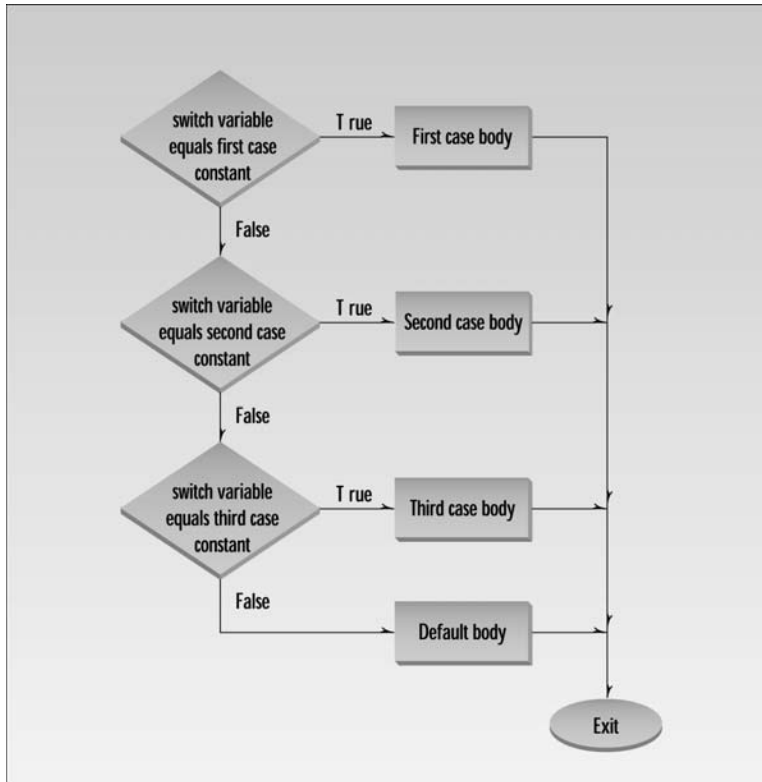 switch variable
equals first case
constant
T rue
First case body
False
switch variable
equals second case
constant
T rue
Second case body
False
switch variable
equals third case
constant
T rue
Third case body
False
Default body
Exit